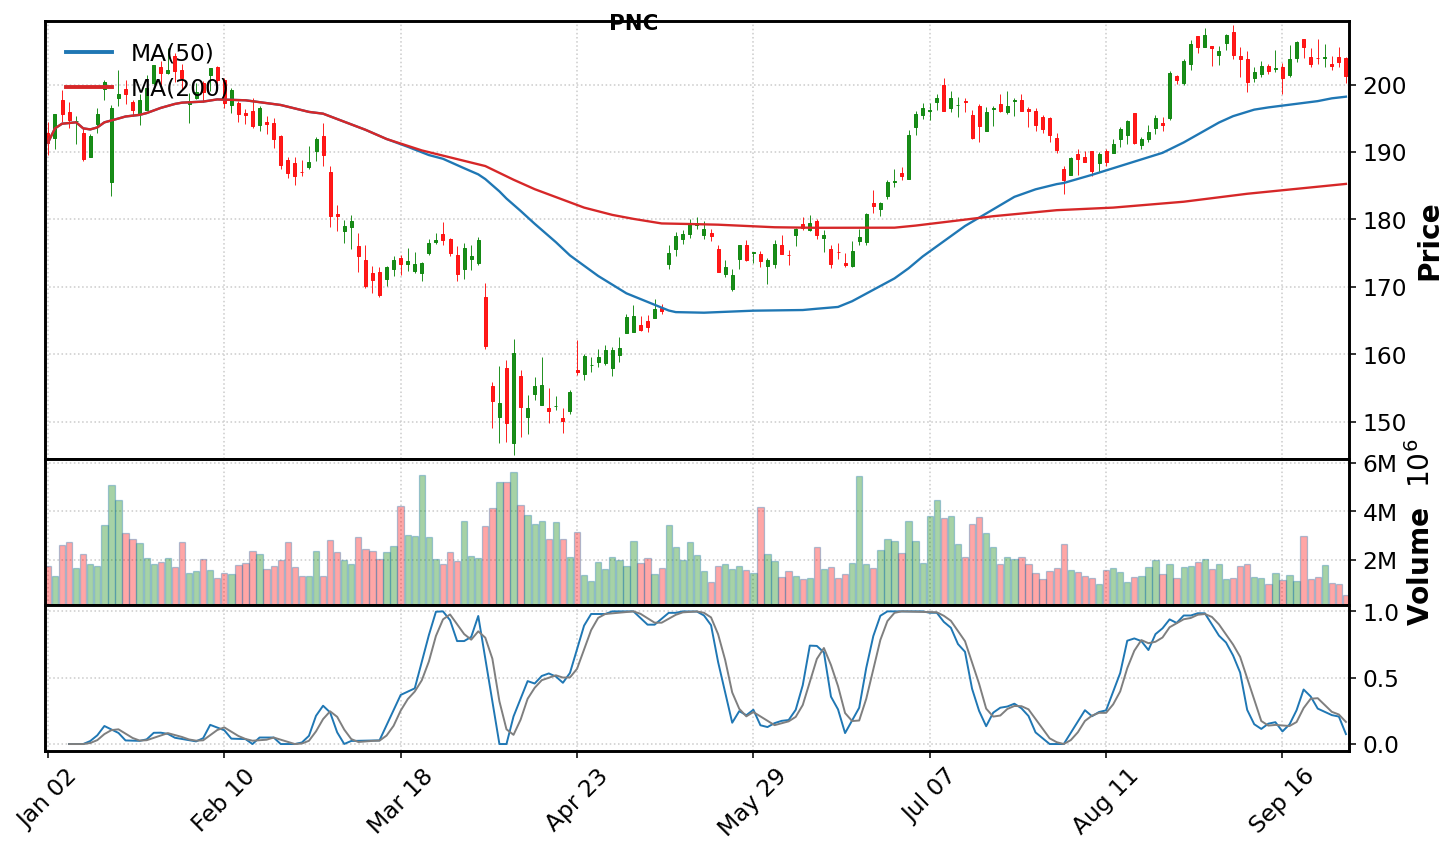 PNC
MA(50)
MA(200)
200
190
180
170
160
150
Price
6M
4M
2M
Volume 10^6
1.0
0.5
0.0
Jan 02
Feb 10
Mar 18
Apr 23
May 29
Jul 07
Aug 11
Sep 16